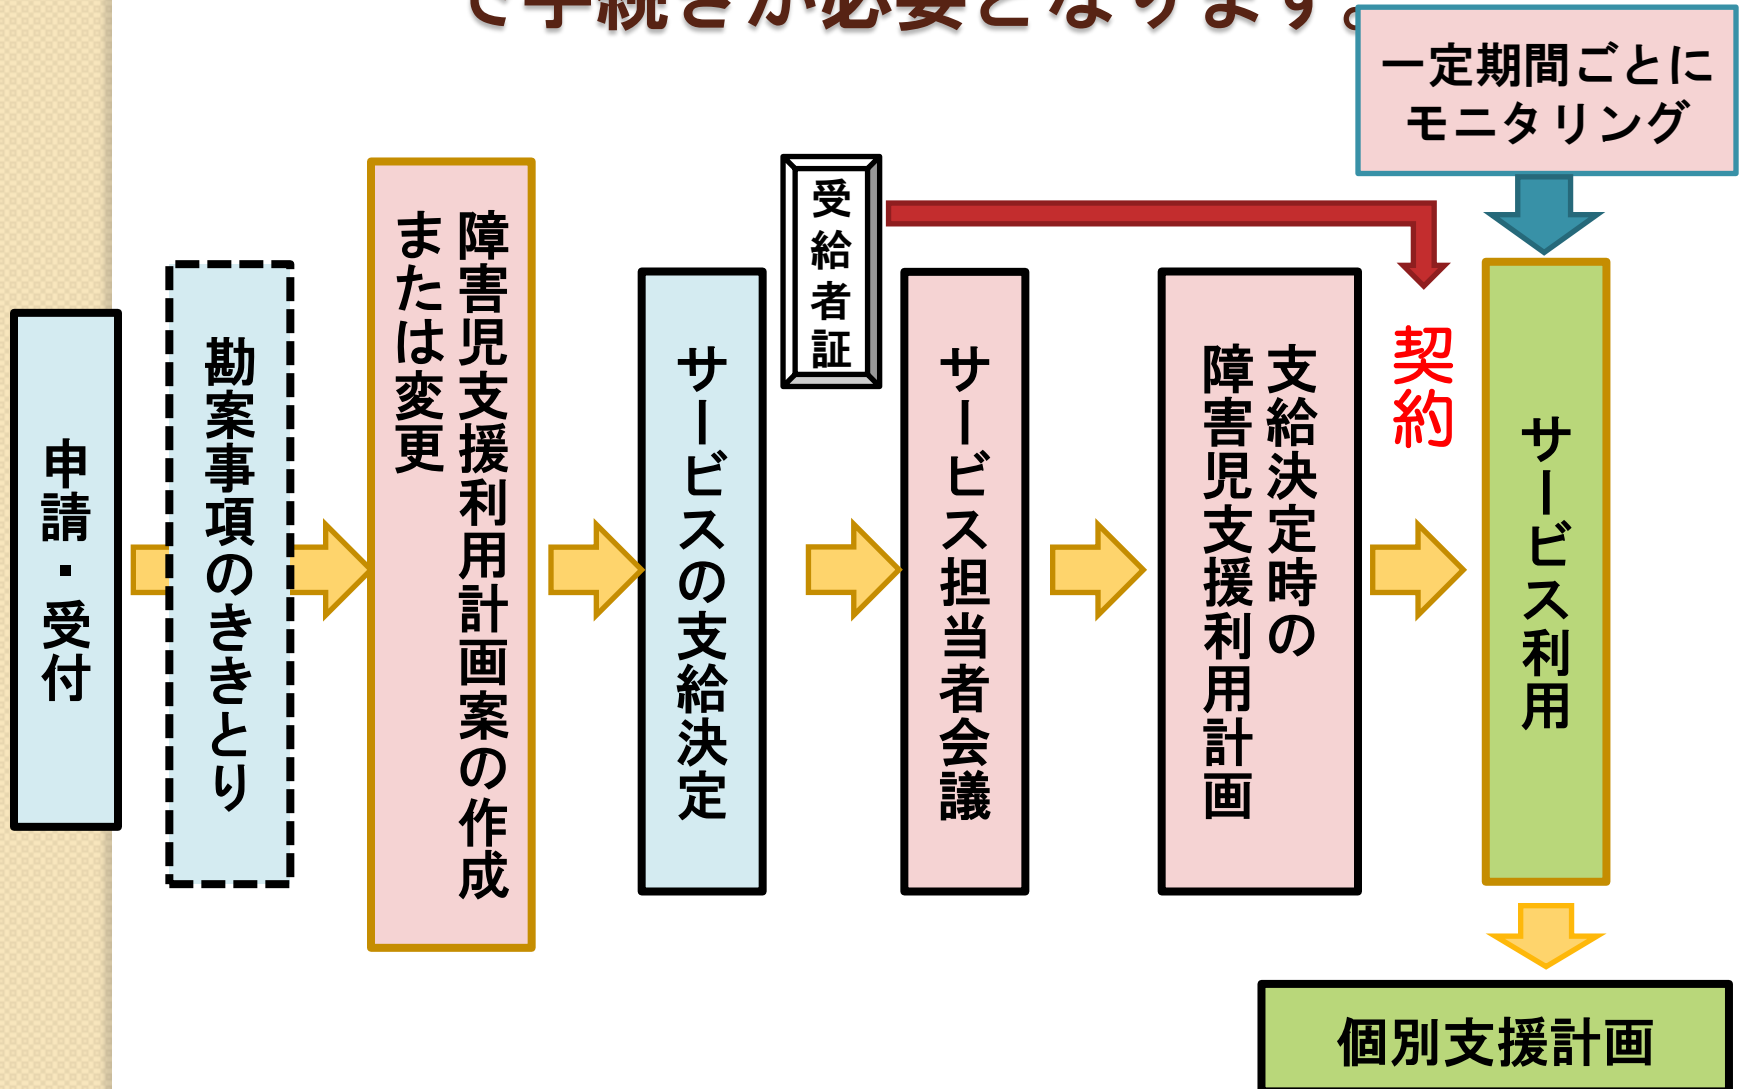 で手続きが必要となります。
一定期間ごとに
モニタリング
申請・受付
勘案事項のききとり
障害児支援利用計画案の作成
または変更
サービスの支給決定
受給者証
サービス担当者会議
支給決定時の
障害児支援利用計画
契約
サービス利用
個別支援計画